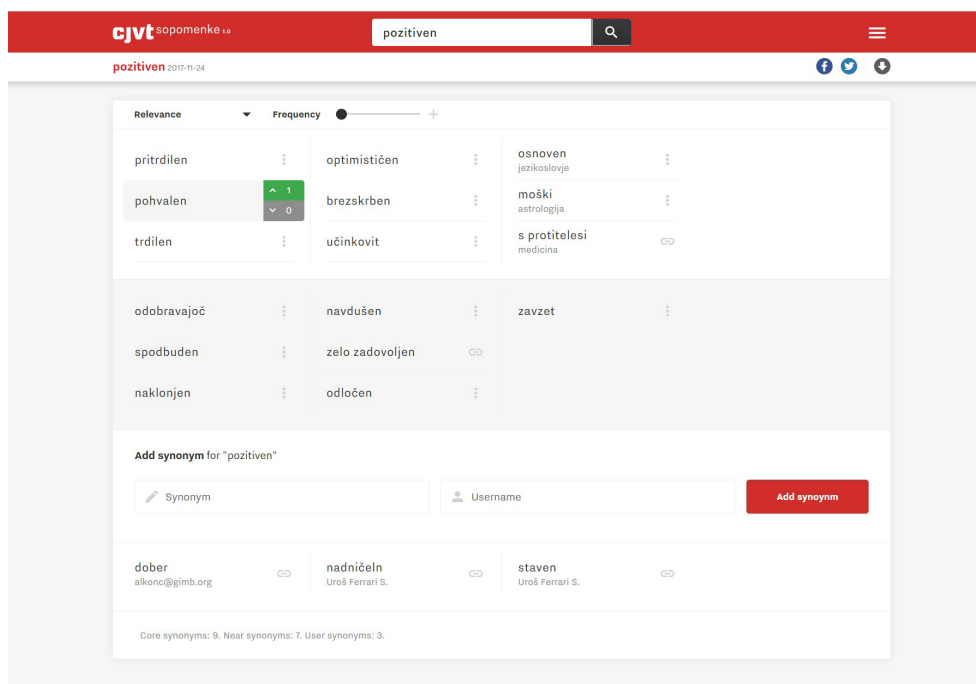 cjvt sopomenke 1.0
pozitiven
pozitiven 2017-11-24
Relevance Frequency
pritrdilen
pohvalen
1
0
trdilen
optimističen
brezskrben
učinkovit
osnoven
jezikoslovje
moški
astrologija
s protitelesi
medicina
odobravajoč
spodbuden
naklonjen
navdušen
zelo zadovoljen
odločen
zavzet
Add synonym for "pozitiven"
Synonym
Username
Add synoynm
dober
alkonc@gimb.org
nadničeln
Uroš Ferrari S.
staven
Uroš Ferrari S.
Core synonyms: 9. Near synonyms: 7. User synonyms: 3.